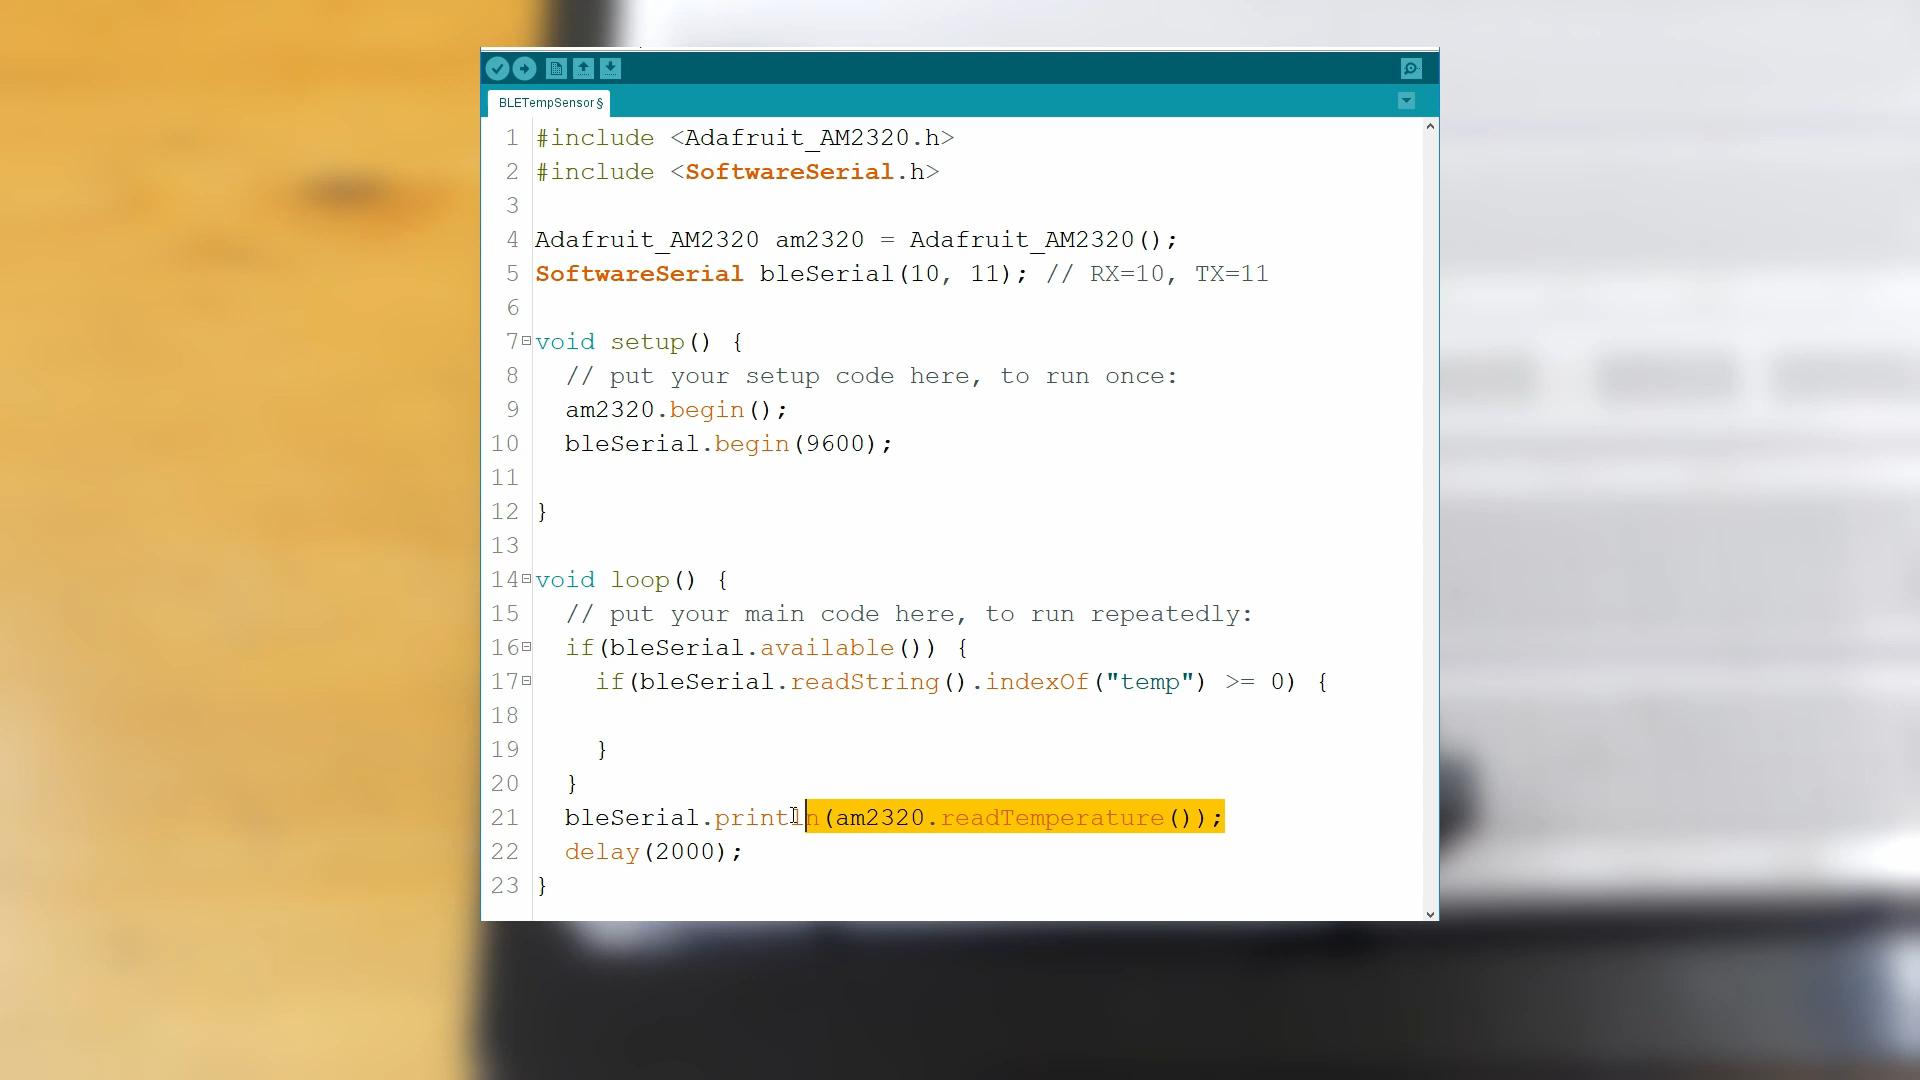 BLETempSensor §
1 #include <Adafruit_AM2320.h>
2 #include <SoftwareSerial.h>
3
4 Adafruit_AM2320 am2320 = Adafruit_AM2320();
5 SoftwareSerial bleSerial(10, 11); // RX=10, TX=11
6
7 void setup() {
8   // put your setup code here, to run once:
9   am2320.begin();
10   bleSerial.begin(9600);
11
12 }
13
14 void loop() {
15   // put your main code here, to run repeatedly:
16   if(bleSerial.available()) {
17     if(bleSerial.readString().indexOf("temp") >= 0) {
18
19     }
20   }
21   bleSerial.println(am2320.readTemperature());
22   delay(2000);
23 }